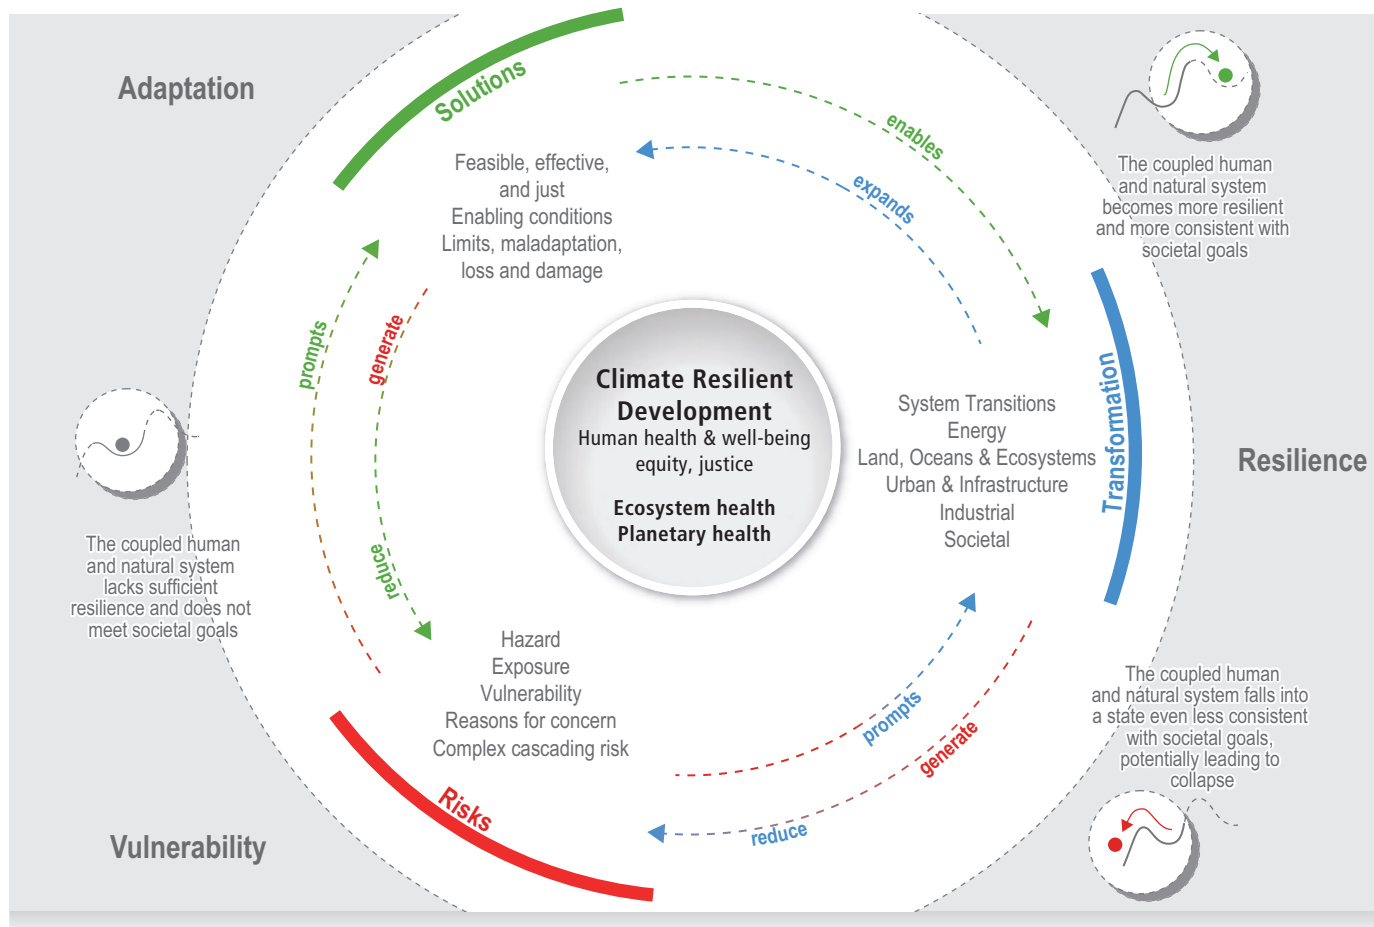 Adaptation
Solutions
Feasible, effective,
and just
Enabling conditions
Limits, maladaptation,
loss and damage
enables
expands
The coupled human
and natural system
becomes more resilient
and more consistent with
societal goals
prompts
generate
reduce
Climate Resilient
Development
Human health & well-being
equity, justice
Ecosystem health
Planetary health
System Transitions
Energy
Land, Oceans & Ecosystems
Urban & Infrastructure
Industrial
Societal
Transformation
Resilience
The coupled human
and natural system
lacks sufficient
resilience and does not
meet societal goals
Hazard
Exposure
Vulnerability
Reasons for concern
Complex cascading risk
prompts
generate
reduce
The coupled human
and natural system falls into
a state even less consistent
with societal goals,
potentially leading to
collapse
Risks
Vulnerability